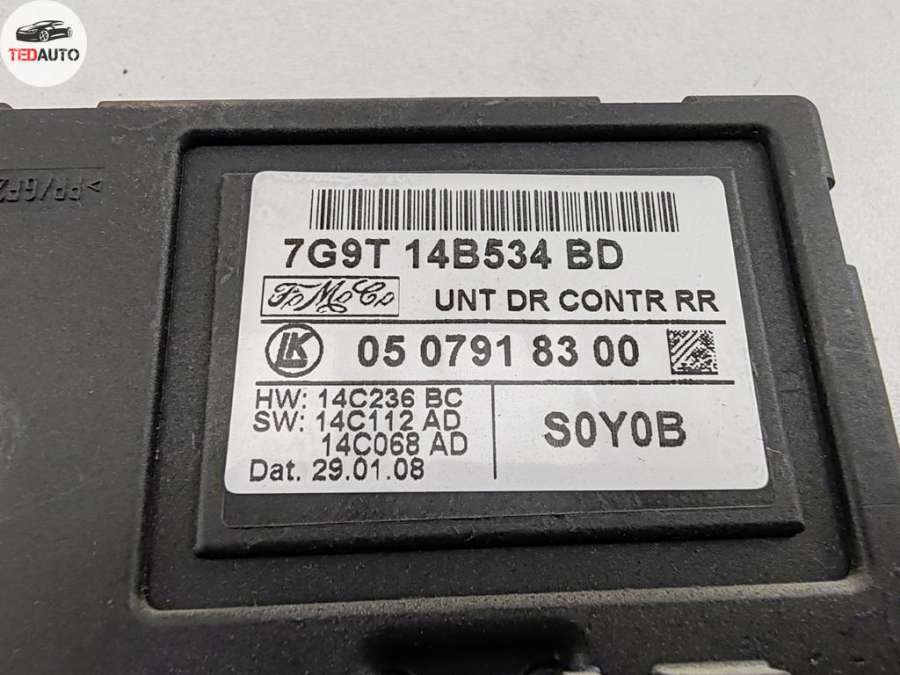 TEDAUTO
7G9T 14B534 BD
FoMoCo
UNT DR CONTR RR
LK
05 0791 83 00
HW: 14C236 BC
SW: 14C112 AD
14C068 AD
Dat. 29.01.08
S0Y0B